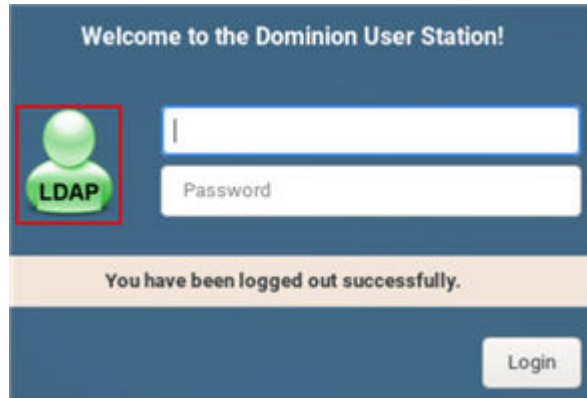 Welcome to the Dominion User Station!
LDAP
Password
You have been logged out successfully.
Login